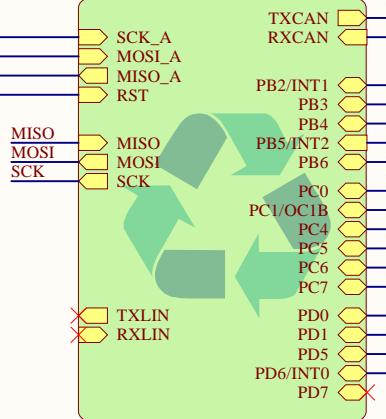 TXCAN
SCK_A RXCAN
MOSI_A
MISO_A
PB2/INT1
RST PB3
PB4
MISO MISO PB5/INT2
MOSI MOSI PB6
SCK SCK
PC0
PC1/OC1B
PC4
PC5
PC6
PC7
TXLIN PD0
RXLIN PD1
PD5
PD6/INT0
PD7